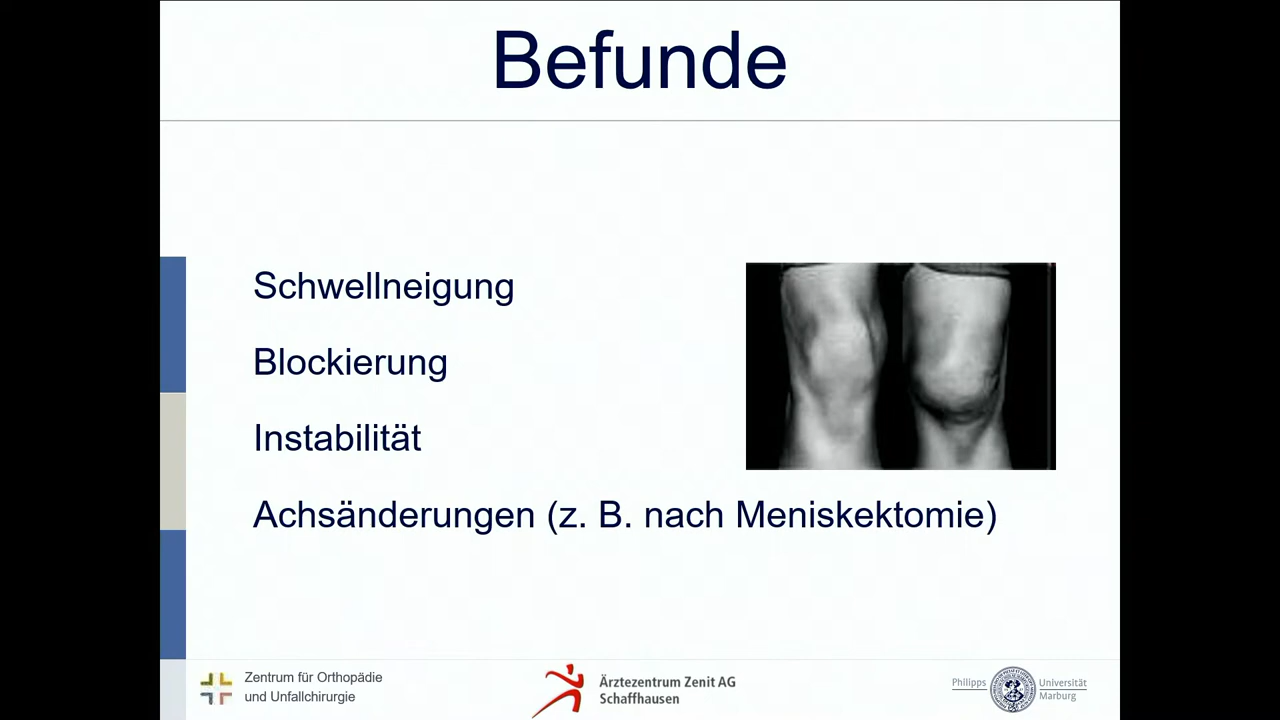 Befunde
Schwellneigung
Blockierung
Instabilität
Achsänderungen (z. B. nach Meniskektomie)
Zentrum für Orthopädie
und Unfallchirurgie
Ärztezentrum Zenit AG
Schaffhausen
Philipps
Universität
Marburg